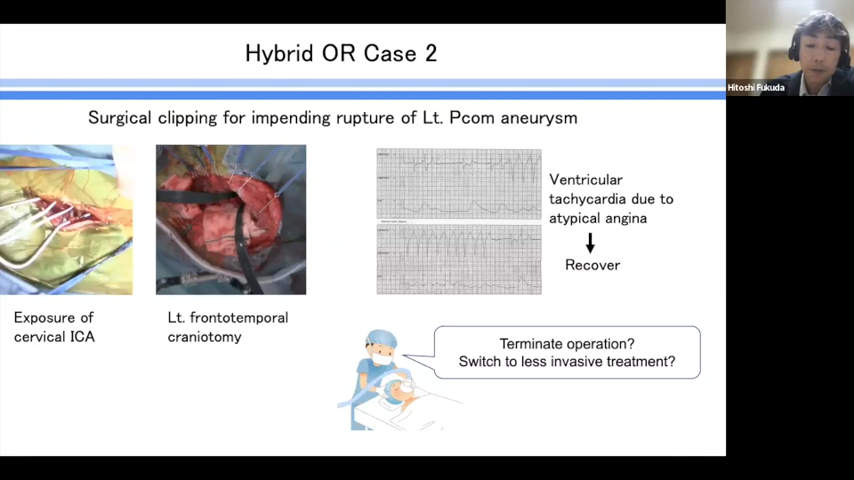 Hybrid OR Case 2
Hitoshi Fukuda
Surgical clipping for impending rupture of Lt. Pcom aneurysm
Ventricular
tachycardia due to
atypical angina
Recover
Exposure of
cervical ICA
Lt. frontotemporal
craniotomy
Terminate operation?
Switch to less invasive treatment?